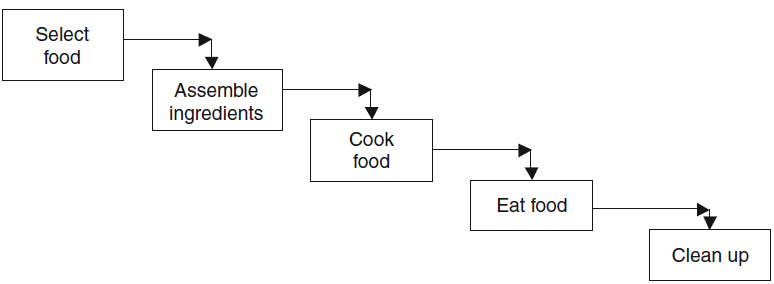 Select
food
Assemble
ingredients
Cook
food
Eat food
Clean up